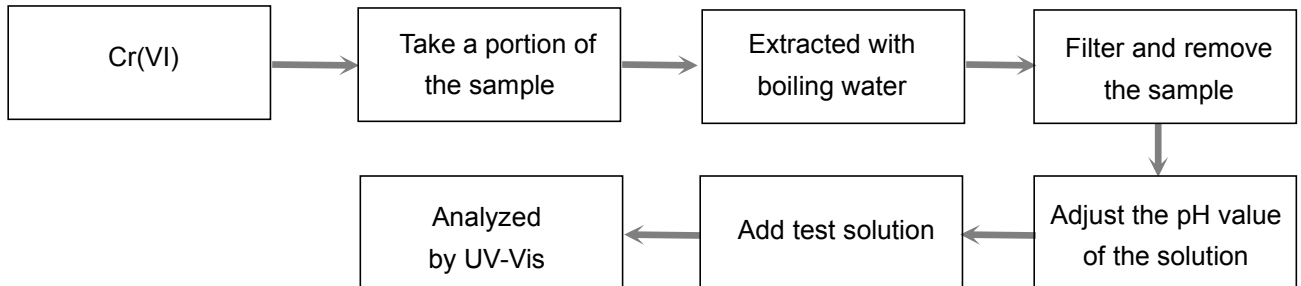 Cr(VI)
Take a portion of
the sample
Extracted with
boiling water
Filter and remove
the sample
Adjust the pH value
of the solution
Add test solution
Analyzed
by UV-Vis